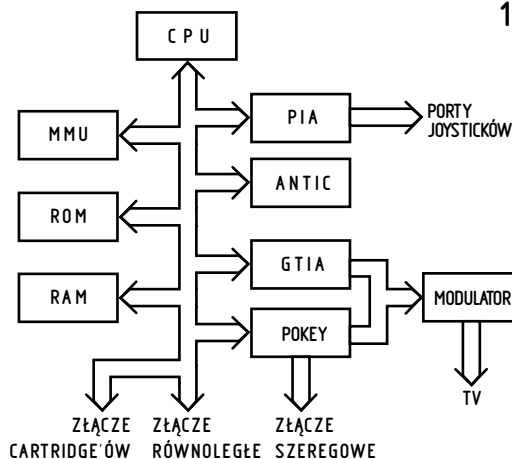 1
CPU
MMU
PIA
PORTY
JOYSTICKÓW
ROM
ANTIC
RAM
GTIA
MODULATOR
POKEY
TV
ZŁĄCZE
CARTRIDGE'ÓW
ZŁĄCZE
RÓWNOLEGŁE
ZŁĄCZE
SZEREGOWE